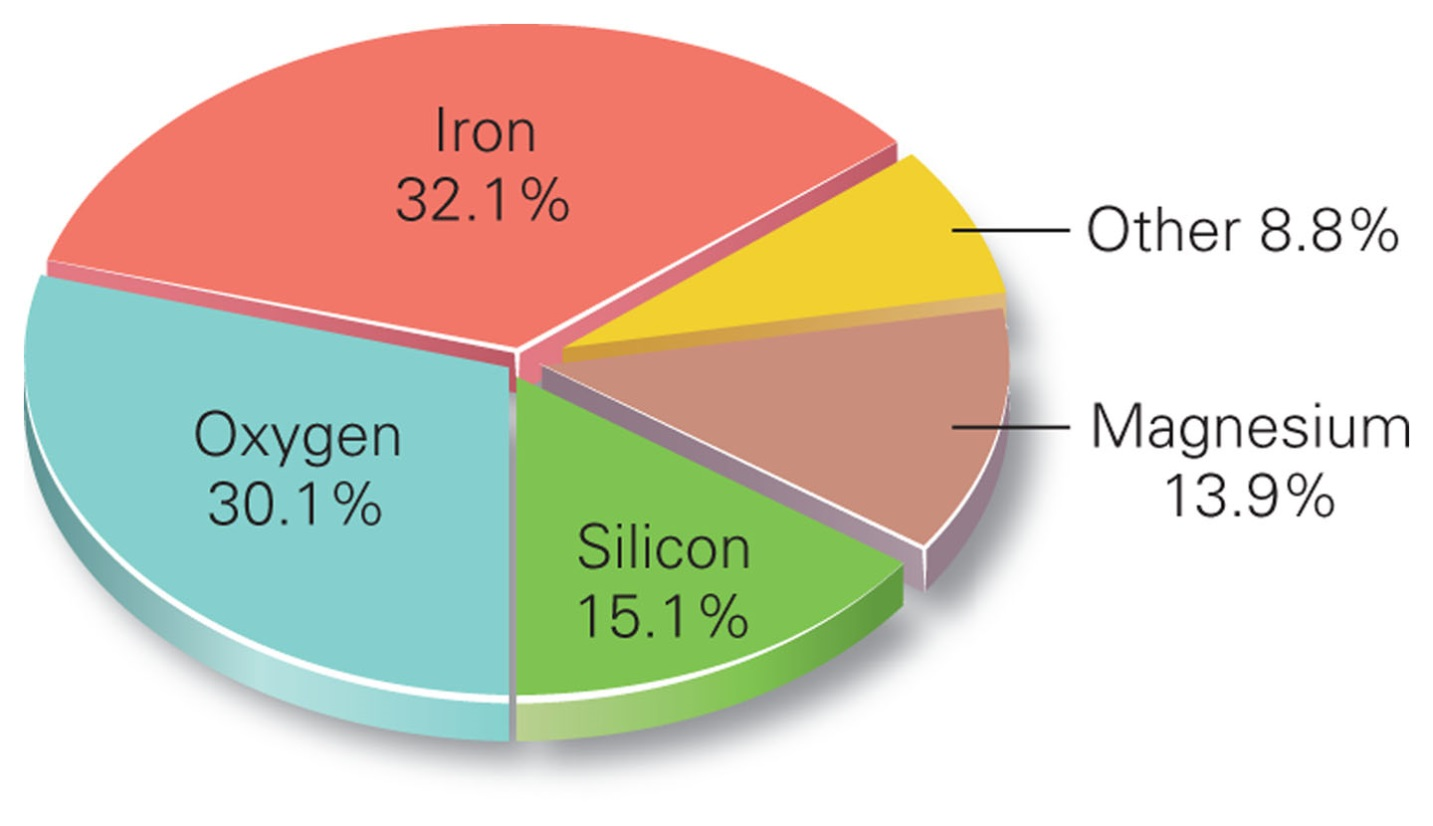 Iron
32.1%
Other 8.8%
Oxygen
30.1%
Magnesium
13.9%
Silicon
15.1%